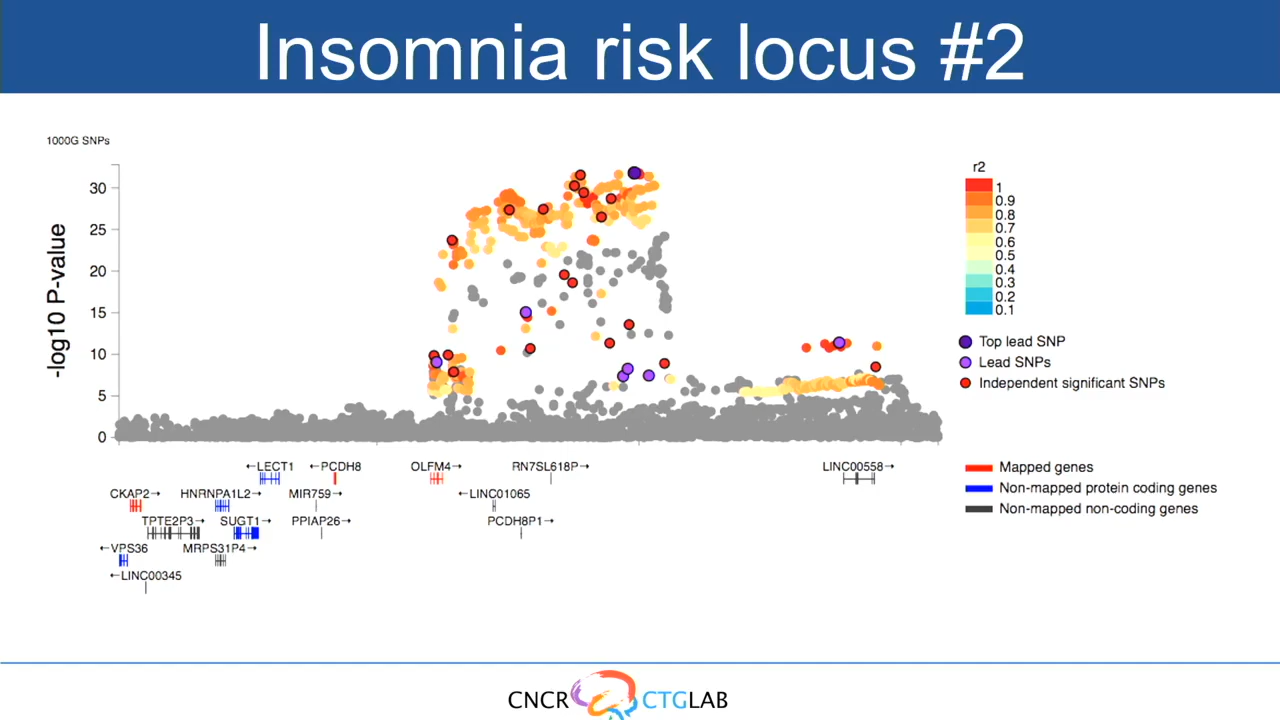 Insomnia risk locus #2
1000G SNPs
-log10 P-value
30
25
20
15
10
5
0
r2
1
0.9
0.8
0.7
0.6
0.5
0.4
0.3
0.2
0.1
Top lead SNP
Lead SNPs
Independent significant SNPs
←LECT1
←PCDH8
OLFM4→
RN7SL618P→
LINC00558→
CKAP2→
HNRNPA1L2→
MIR759→
←LINC01065
TPTE2P3→
SUGT1→
PPIAP26→
PCDH8P1→
←VPS36
MRPS31P4→
←LINC00345
Mapped genes
Non-mapped protein coding genes
Non-mapped non-coding genes
CNCR CTGLAB